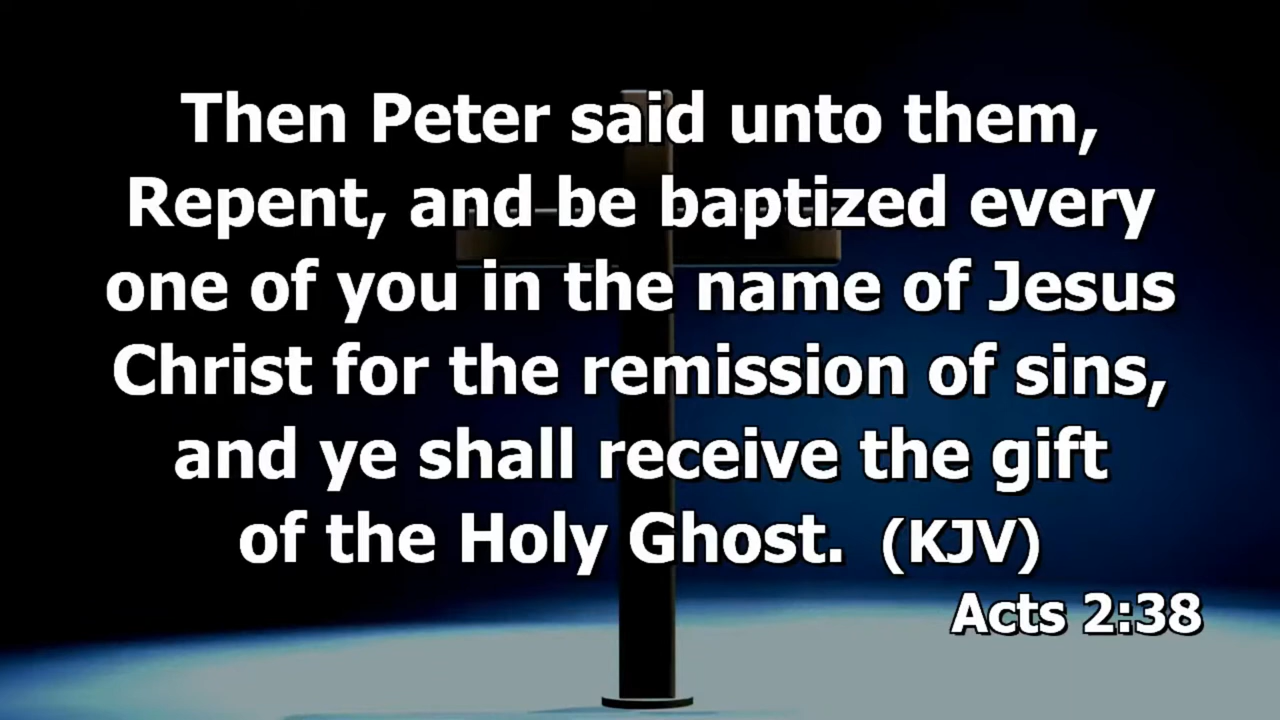 Then Peter said unto them,
Repent, and be baptized every
one of you in the name of Jesus
Christ for the remission of sins,
and ye shall receive the gift
of the Holy Ghost. (KJV)
Acts 2:38